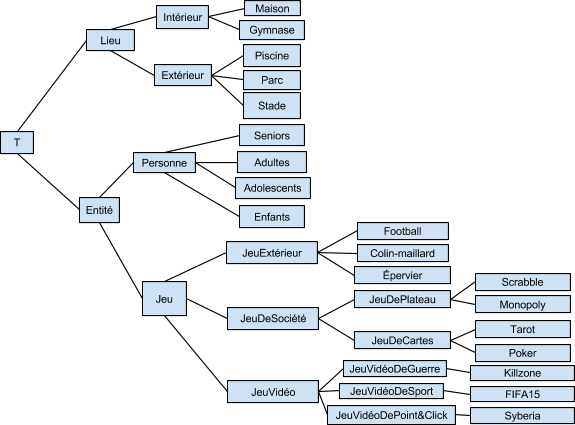 T
Lieu
Intérieur
Maison
Gymnase
Extérieur
Piscine
Parc
Stade
Entité
Personne
Seniors
Adultes
Adolescents
Enfants
Jeu
JeuExtérieur
Football
Colin-maillard
Épervier
JeuDeSociété
JeuDePlateau
Scrabble
Monopoly
JeuDeCartes
Tarot
Poker
JeuVidéo
JeuVidéoDeGuerre
Killzone
JeuVidéoDeSport
FIFA15
JeuVidéoDePoint&Click
Syberia